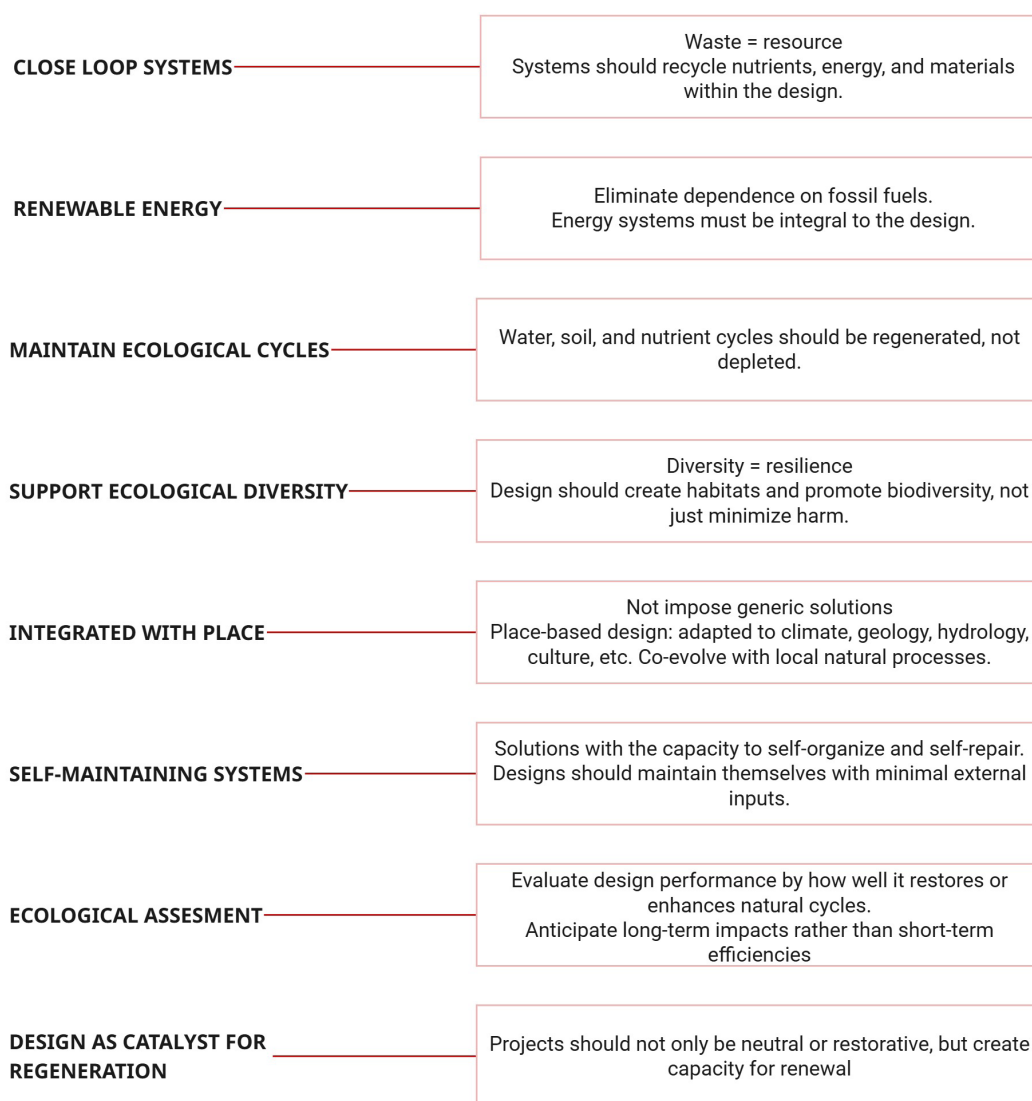 CLOSE LOOP SYSTEMS
Waste = resource
Systems should recycle nutrients, energy, and materials
within the design.
RENEWABLE ENERGY
Eliminate dependence on fossil fuels.
Energy systems must be integral to the design.
MAINTAIN ECOLOGICAL CYCLES
Water, soil, and nutrient cycles should be regenerated, not
depleted.
SUPPORT ECOLOGICAL DIVERSITY
Diversity = resilience
Design should create habitats and promote biodiversity, not
just minimize harm.
INTEGRATED WITH PLACE
Not impose generic solutions
Place-based design: adapted to climate, geology, hydrology,
culture, etc. Co-evolve with local natural processes.
SELF-MAINTAINING SYSTEMS
Solutions with the capacity to self-organize and self-repair.
Designs should maintain themselves with minimal external
inputs.
ECOLOGICAL ASSESMENT
Evaluate design performance by how well it restores or
enhances natural cycles.
Anticipate long-term impacts rather than short-term
efficiencies
DESIGN AS CATALYST FOR
REGENERATION
Projects should not only be neutral or restorative, but create
capacity for renewal